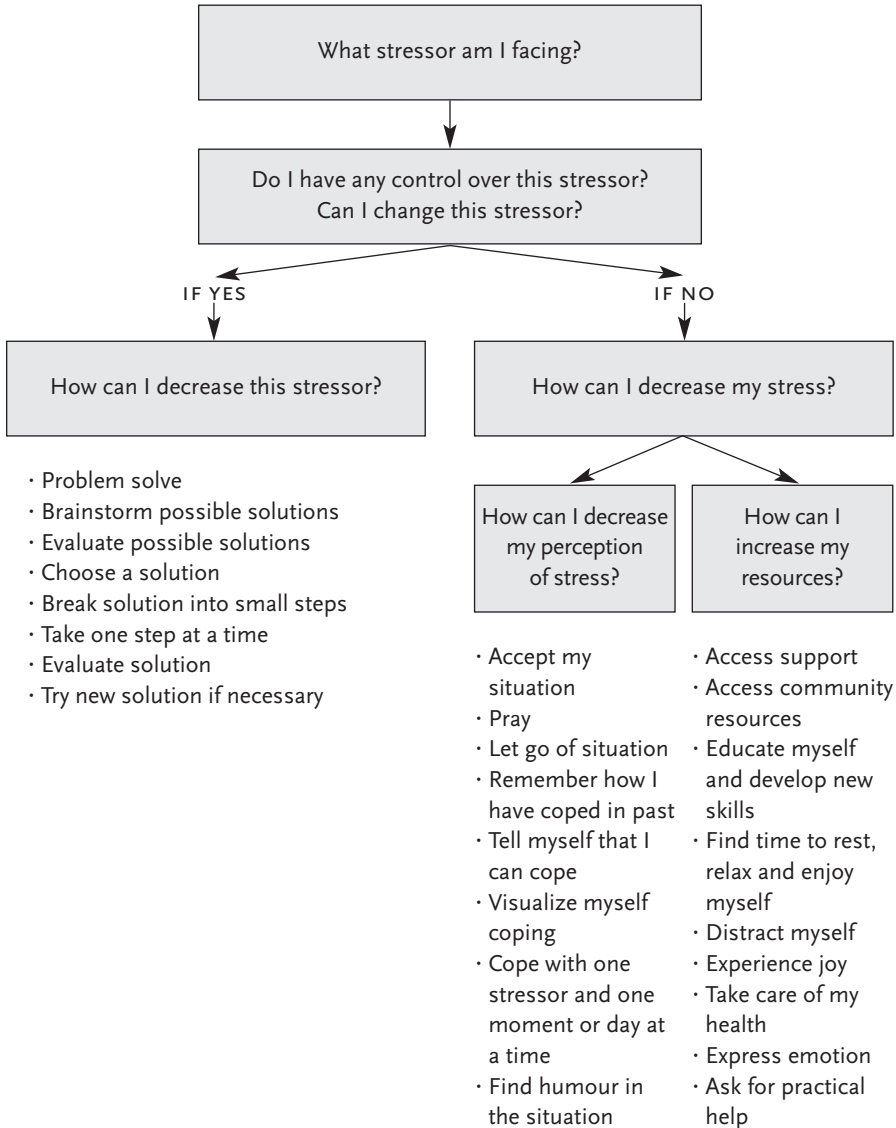 What stressor am I facing?
Do I have any control over this stressor?
Can I change this stressor?
IF YES
IF NO
How can I decrease this stressor?
How can I decrease my stress?
· Problem solve
· Brainstorm possible solutions
· Evaluate possible solutions
· Choose a solution
· Break solution into small steps
· Take one step at a time
· Evaluate solution
· Try new solution if necessary
How can I decrease
my perception
of stress?
· Accept my
situation
· Pray
· Let go of situation
· Remember how I
have coped in past
· Tell myself that I
can cope
· Visualize myself
coping
· Cope with one
stressor and one
moment or day at
a time
· Find humour in
the situation
How can I
increase my
resources?
· Access support
· Access community
resources
· Educate myself
and develop new
skills
· Find time to rest,
relax and enjoy
myself
· Distract myself
· Experience joy
· Take care of my
health
· Express emotion
· Ask for practical
help